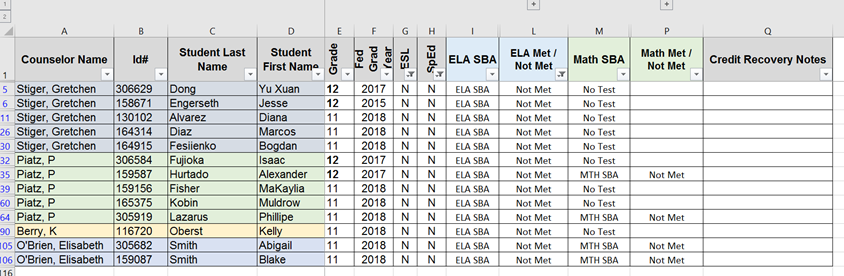 1
2
+ +
A B C D E F G H I L M P Q
1 Counselor Name Id# Student Last Name Student First Name Grade Fed Grad Year ESL SpEd ELA SBA ELA Met / Not Met Math SBA Math Met / Not Met Credit Recovery Notes
5 Stiger, Gretchen 306629 Dong Yu Xuan 12 2017 N N ELA SBA Not Met No Test
6 Stiger, Gretchen 158671 Engerseth Jesse 12 2015 N N ELA SBA Not Met No Test
11 Stiger, Gretchen 130102 Alvarez Diana 11 2018 N N ELA SBA Not Met No Test
26 Stiger, Gretchen 164314 Diaz Marcos 11 2018 N N ELA SBA Not Met No Test
30 Stiger, Gretchen 164915 Fesiienko Bogdan 11 2018 N N ELA SBA Not Met No Test
32 Piatz, P 306584 Fujioka Isaac 12 2017 N N ELA SBA Not Met No Test
35 Piatz, P 159587 Hurtado Alexander 12 2017 N N ELA SBA Not Met MTH SBA Not Met
39 Piatz, P 159156 Fisher MaKaylia 11 2018 N N ELA SBA Not Met No Test
60 Piatz, P 165375 Kobin Muldrow 11 2018 N N ELA SBA Not Met No Test
64 Piatz, P 305919 Lazarus Phillipe 11 2018 N N ELA SBA Not Met MTH SBA Not Met
90 Berry, K 116720 Oberst Kelly 11 2018 N N ELA SBA Not Met No Test
105 O'Brien, Elisabeth 305682 Smith Abigail 11 2018 N N ELA SBA Not Met MTH SBA Not Met
106 O'Brien, Elisabeth 159087 Smith Blake 11 2018 N N ELA SBA Not Met MTH SBA Not Met
116